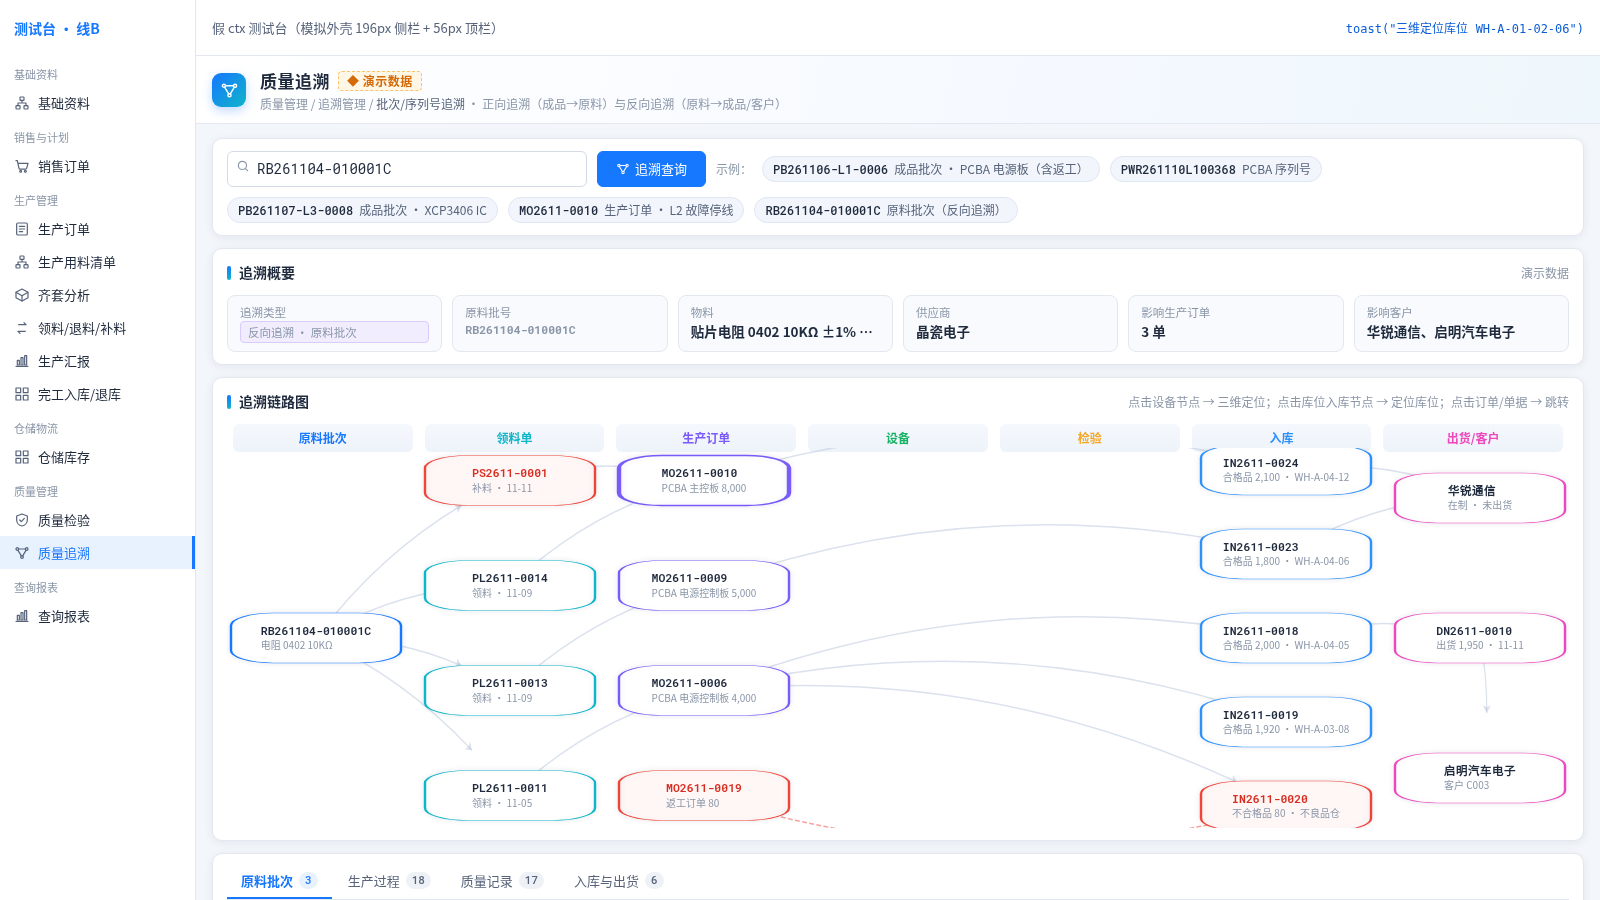 测试台 · 线B
假 ctx 测试台（模拟外壳 196px 侧栏 + 56px 顶栏）
toast("三维定位库位 WH-A-01-02-06")
基础资料
基础资料
销售与计划
销售订单
生产管理
生产订单
生产用料清单
齐套分析
领料/退料/补料
生产汇报
完工入库/退库
仓储物流
仓储库存
质量管理
质量检验
质量追溯
查询报表
查询报表
质量追溯
◆ 演示数据
质量管理 / 追溯管理 / 批次/序列号追溯 · 正向追溯（成品→原料）与反向追溯（原料→成品/客户）
RB261104-010001C
追溯查询
示例：
PB261106-L1-0006 成品批次 · PCBA 电源板（含返工）
PWR261110L100368 PCBA 序列号
PB261107-L3-0008 成品批次 · XCP3406 IC
MO2611-0010 生产订单 · L2 故障停线
RB261104-010001C 原料批次（反向追溯）
追溯概要
演示数据
追溯类型
反向追溯 · 原料批次
原料批号
RB261104-010001C
物料
贴片电阻 0402 10KΩ ±1% ···
供应商
晶瓷电子
影响生产订单
3 单
影响客户
华锐通信、启明汽车电子
追溯链路图
点击设备节点 → 三维定位；点击库位入库节点 → 定位库位；点击订单/单据 → 跳转
原料批次
领料单
生产订单
设备
检验
入库
出货/客户
RB261104-010001C
电阻 0402 10KΩ
PS2611-0001
补料 · 11-11
PL2611-0014
领料 · 11-09
PL2611-0013
领料 · 11-09
PL2611-0011
领料 · 11-05
MO2611-0010
PCBA 主控板 8,000
MO2611-0009
PCBA 电源控制板 5,000
MO2611-0006
PCBA 电源控制板 4,000
MO2611-0019
返工订单 80
IN2611-0024
合格品 2,100 · WH-A-04-12
IN2611-0023
合格品 1,800 · WH-A-04-06
IN2611-0018
合格品 2,000 · WH-A-04-05
IN2611-0019
合格品 1,920 · WH-A-03-08
IN2611-0020
不合格品 80 · 不良品仓
华锐通信
在制 · 未出货
DN2611-0010
出货 1,950 · 11-11
启明汽车电子
客户 C003
原料批次 3
生产过程 18
质量记录 17
入库与出货 6